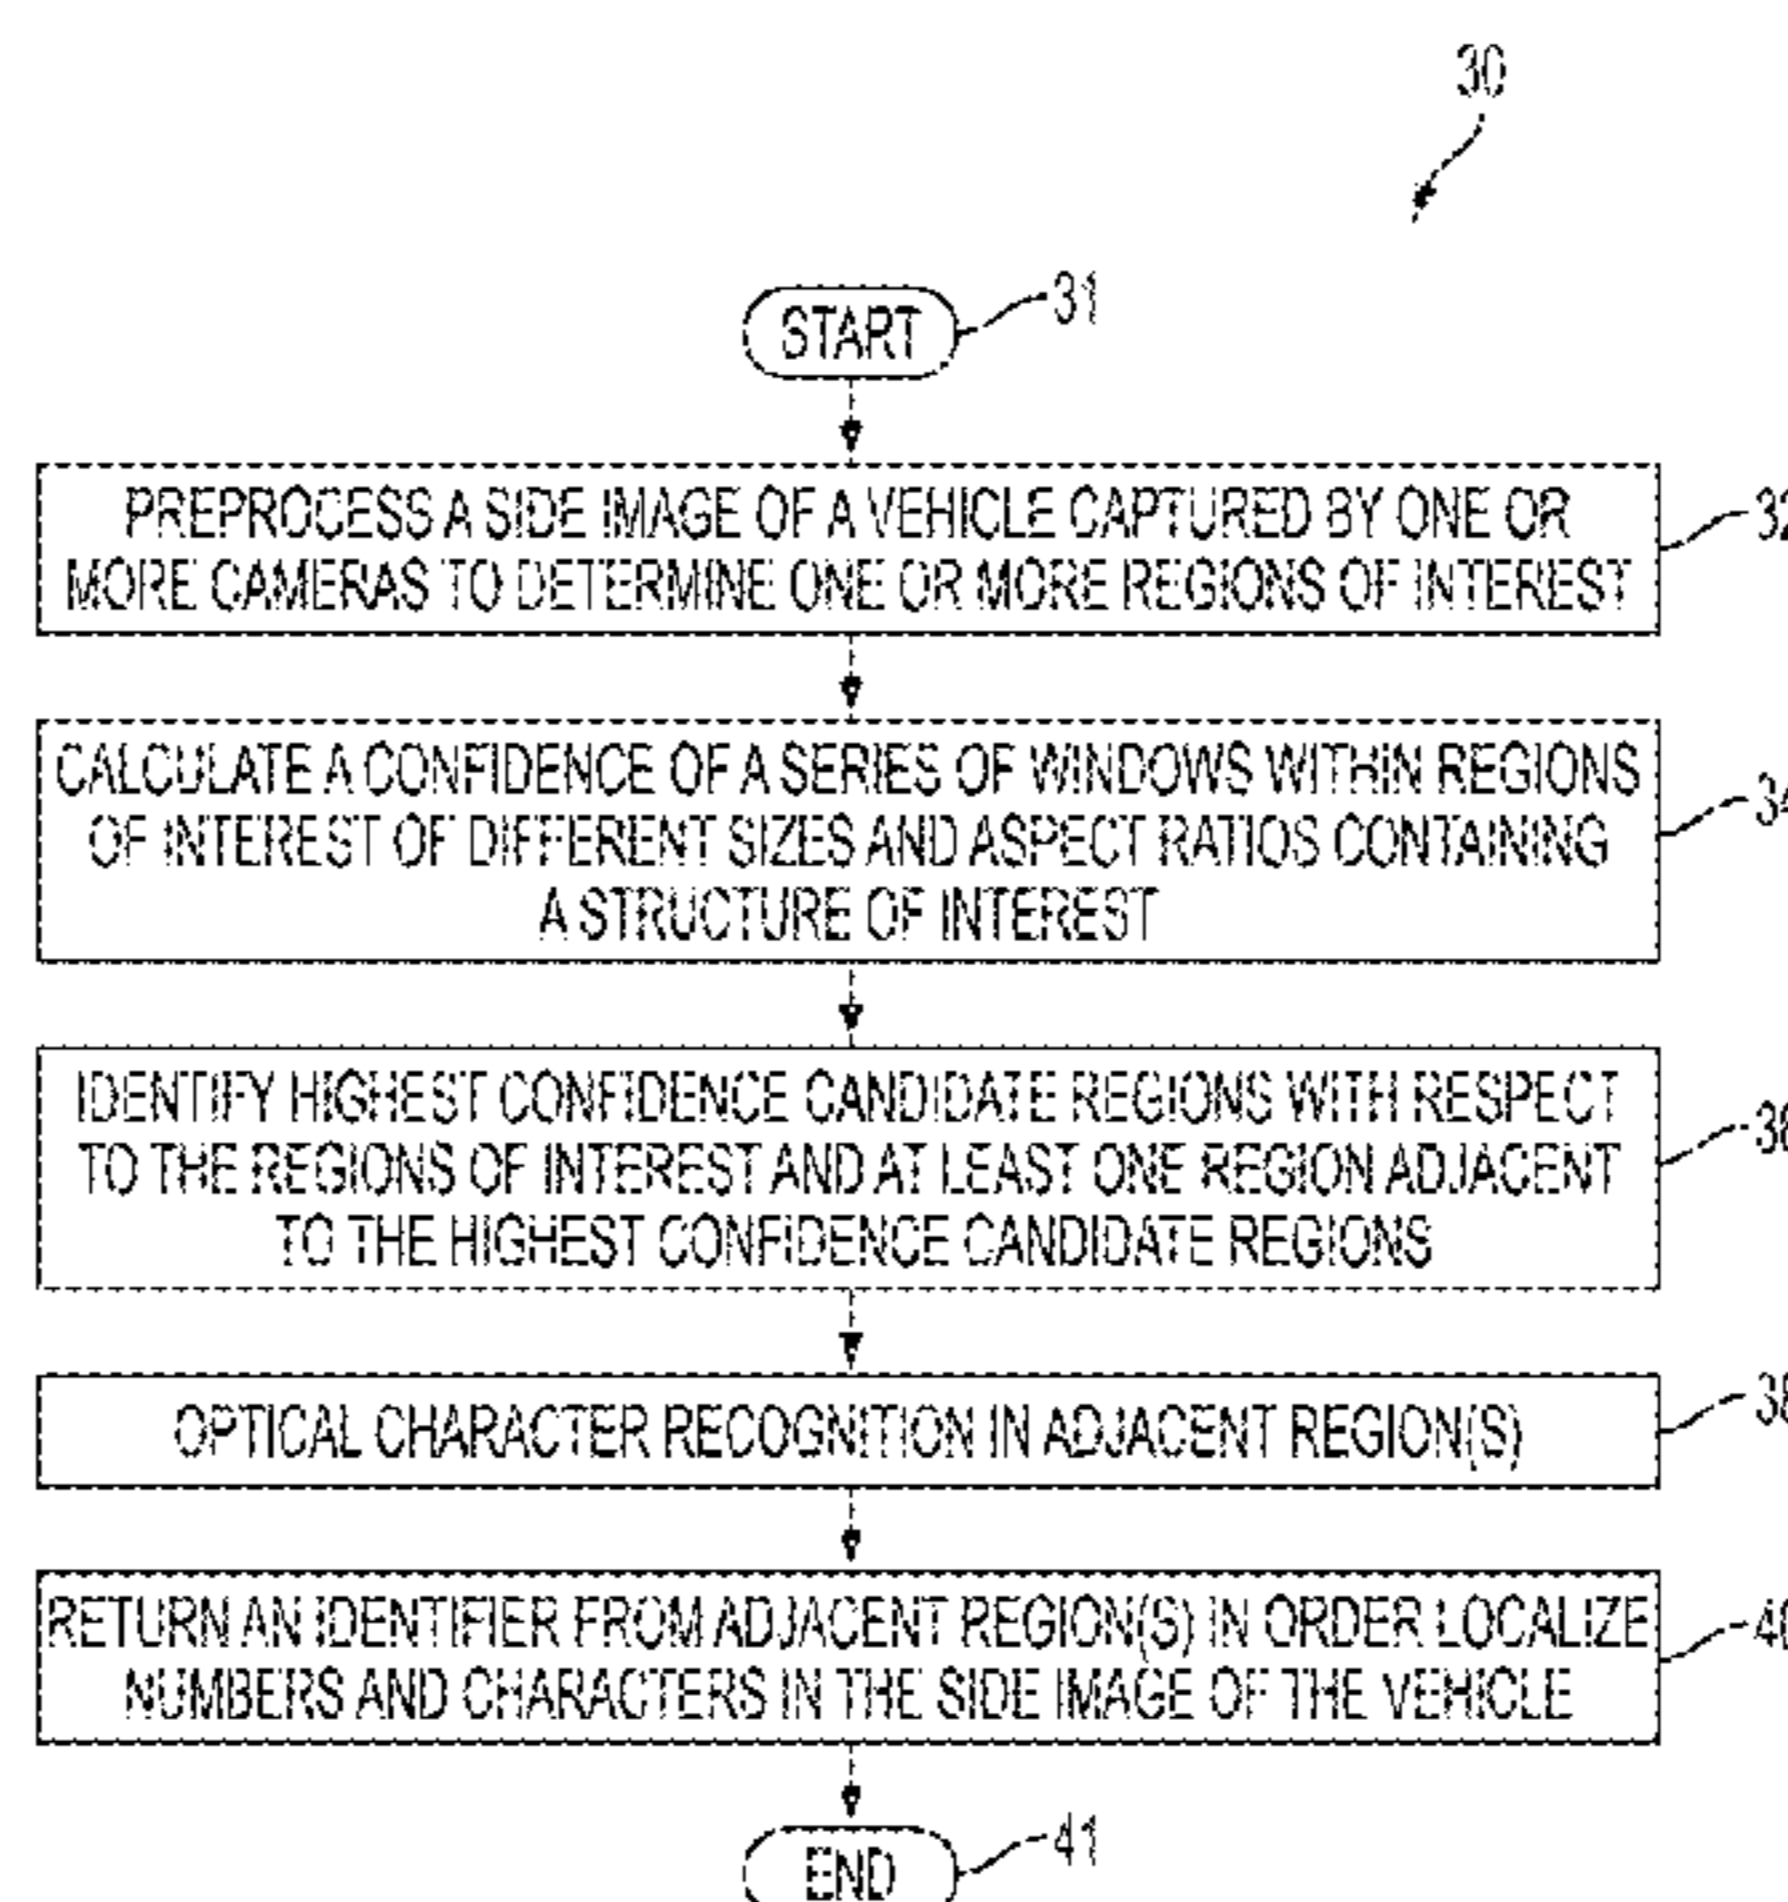 30
START
31
PREPROCESS A SIDE IMAGE OF A VEHICLE CAPTURED BY ONE OR
MORE CAMERAS TO DETERMINE ONE OR MORE REGIONS OF INTEREST
32
CALCULATE A CONFIDENCE OF A SERIES OF WINDOWS WITHIN REGIONS
OF INTEREST OF DIFFERENT SIZES AND ASPECT RATIOS CONTAINING
A STRUCTURE OF INTEREST
34
IDENTIFY HIGHEST CONFIDENCE CANDIDATE REGIONS WITH RESPECT
TO THE REGIONS OF INTEREST AND AT LEAST ONE REGION ADJACENT
TO THE HIGHEST CONFIDENCE CANDIDATE REGIONS
OPTICAL CHARACTER RECOGNITION IN ADJACENT REGION(S)
38
RETURN AN IDENTIFIER FROM ADJACENT REGION(S) IN ORDER LOCALIZE
NUMBERS AND CHARACTERS IN THE SIDE IMAGE OF THE VEHICLE
40
END
41